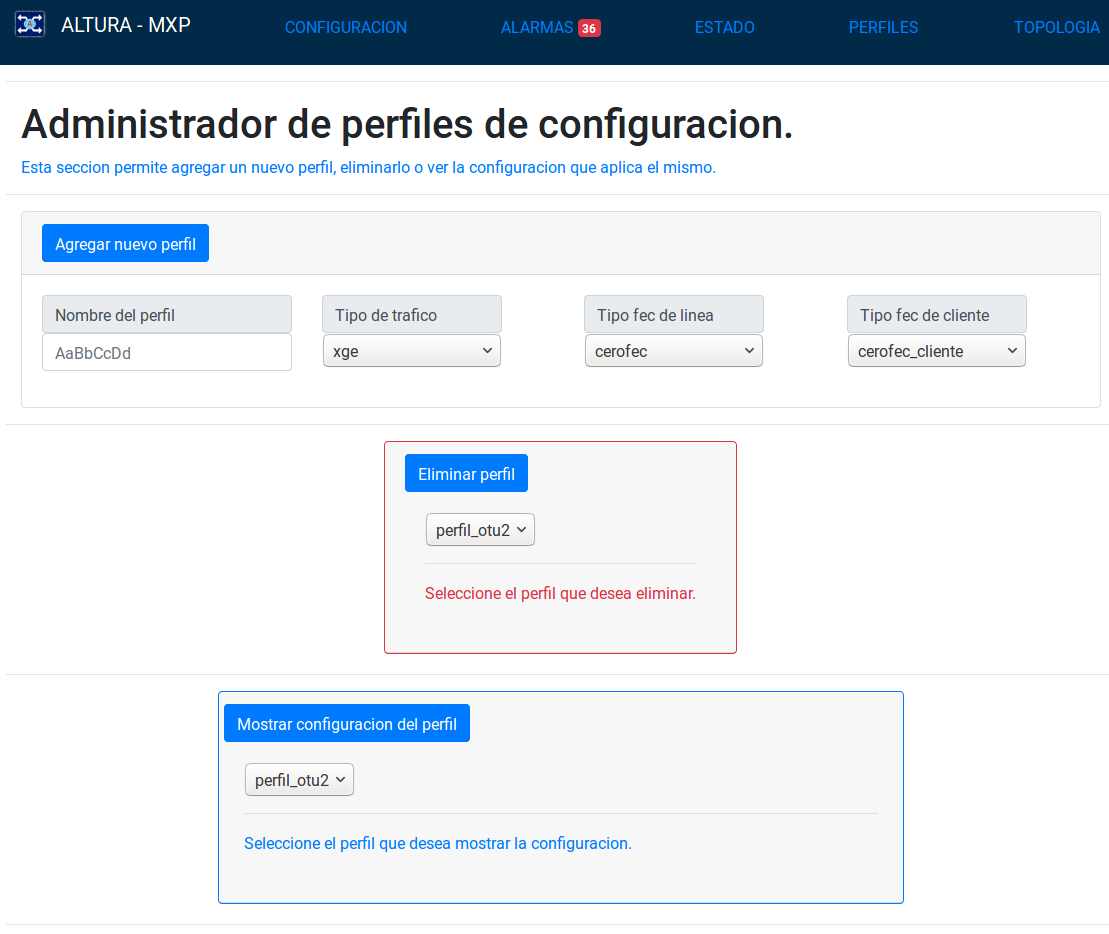 ALTURA - MXP CONFIGURACION ALARMAS 36 ESTADO PERFILES TOPOLOGIA
Administrador de perfiles de configuracion.
Esta seccion permite agregar un nuevo perfil, eliminarlo o ver la configuracion que aplica el mismo.
Agregar nuevo perfil
Nombre del perfil Tipo de trafico Tipo fec de linea Tipo fec de cliente
AaBbCcDd xge cerofec cerofec_cliente
Eliminar perfil
perfil_otu2
Seleccione el perfil que desea eliminar.
Mostrar configuracion del perfil
perfil_otu2
Seleccione el perfil que desea mostrar la configuracion.